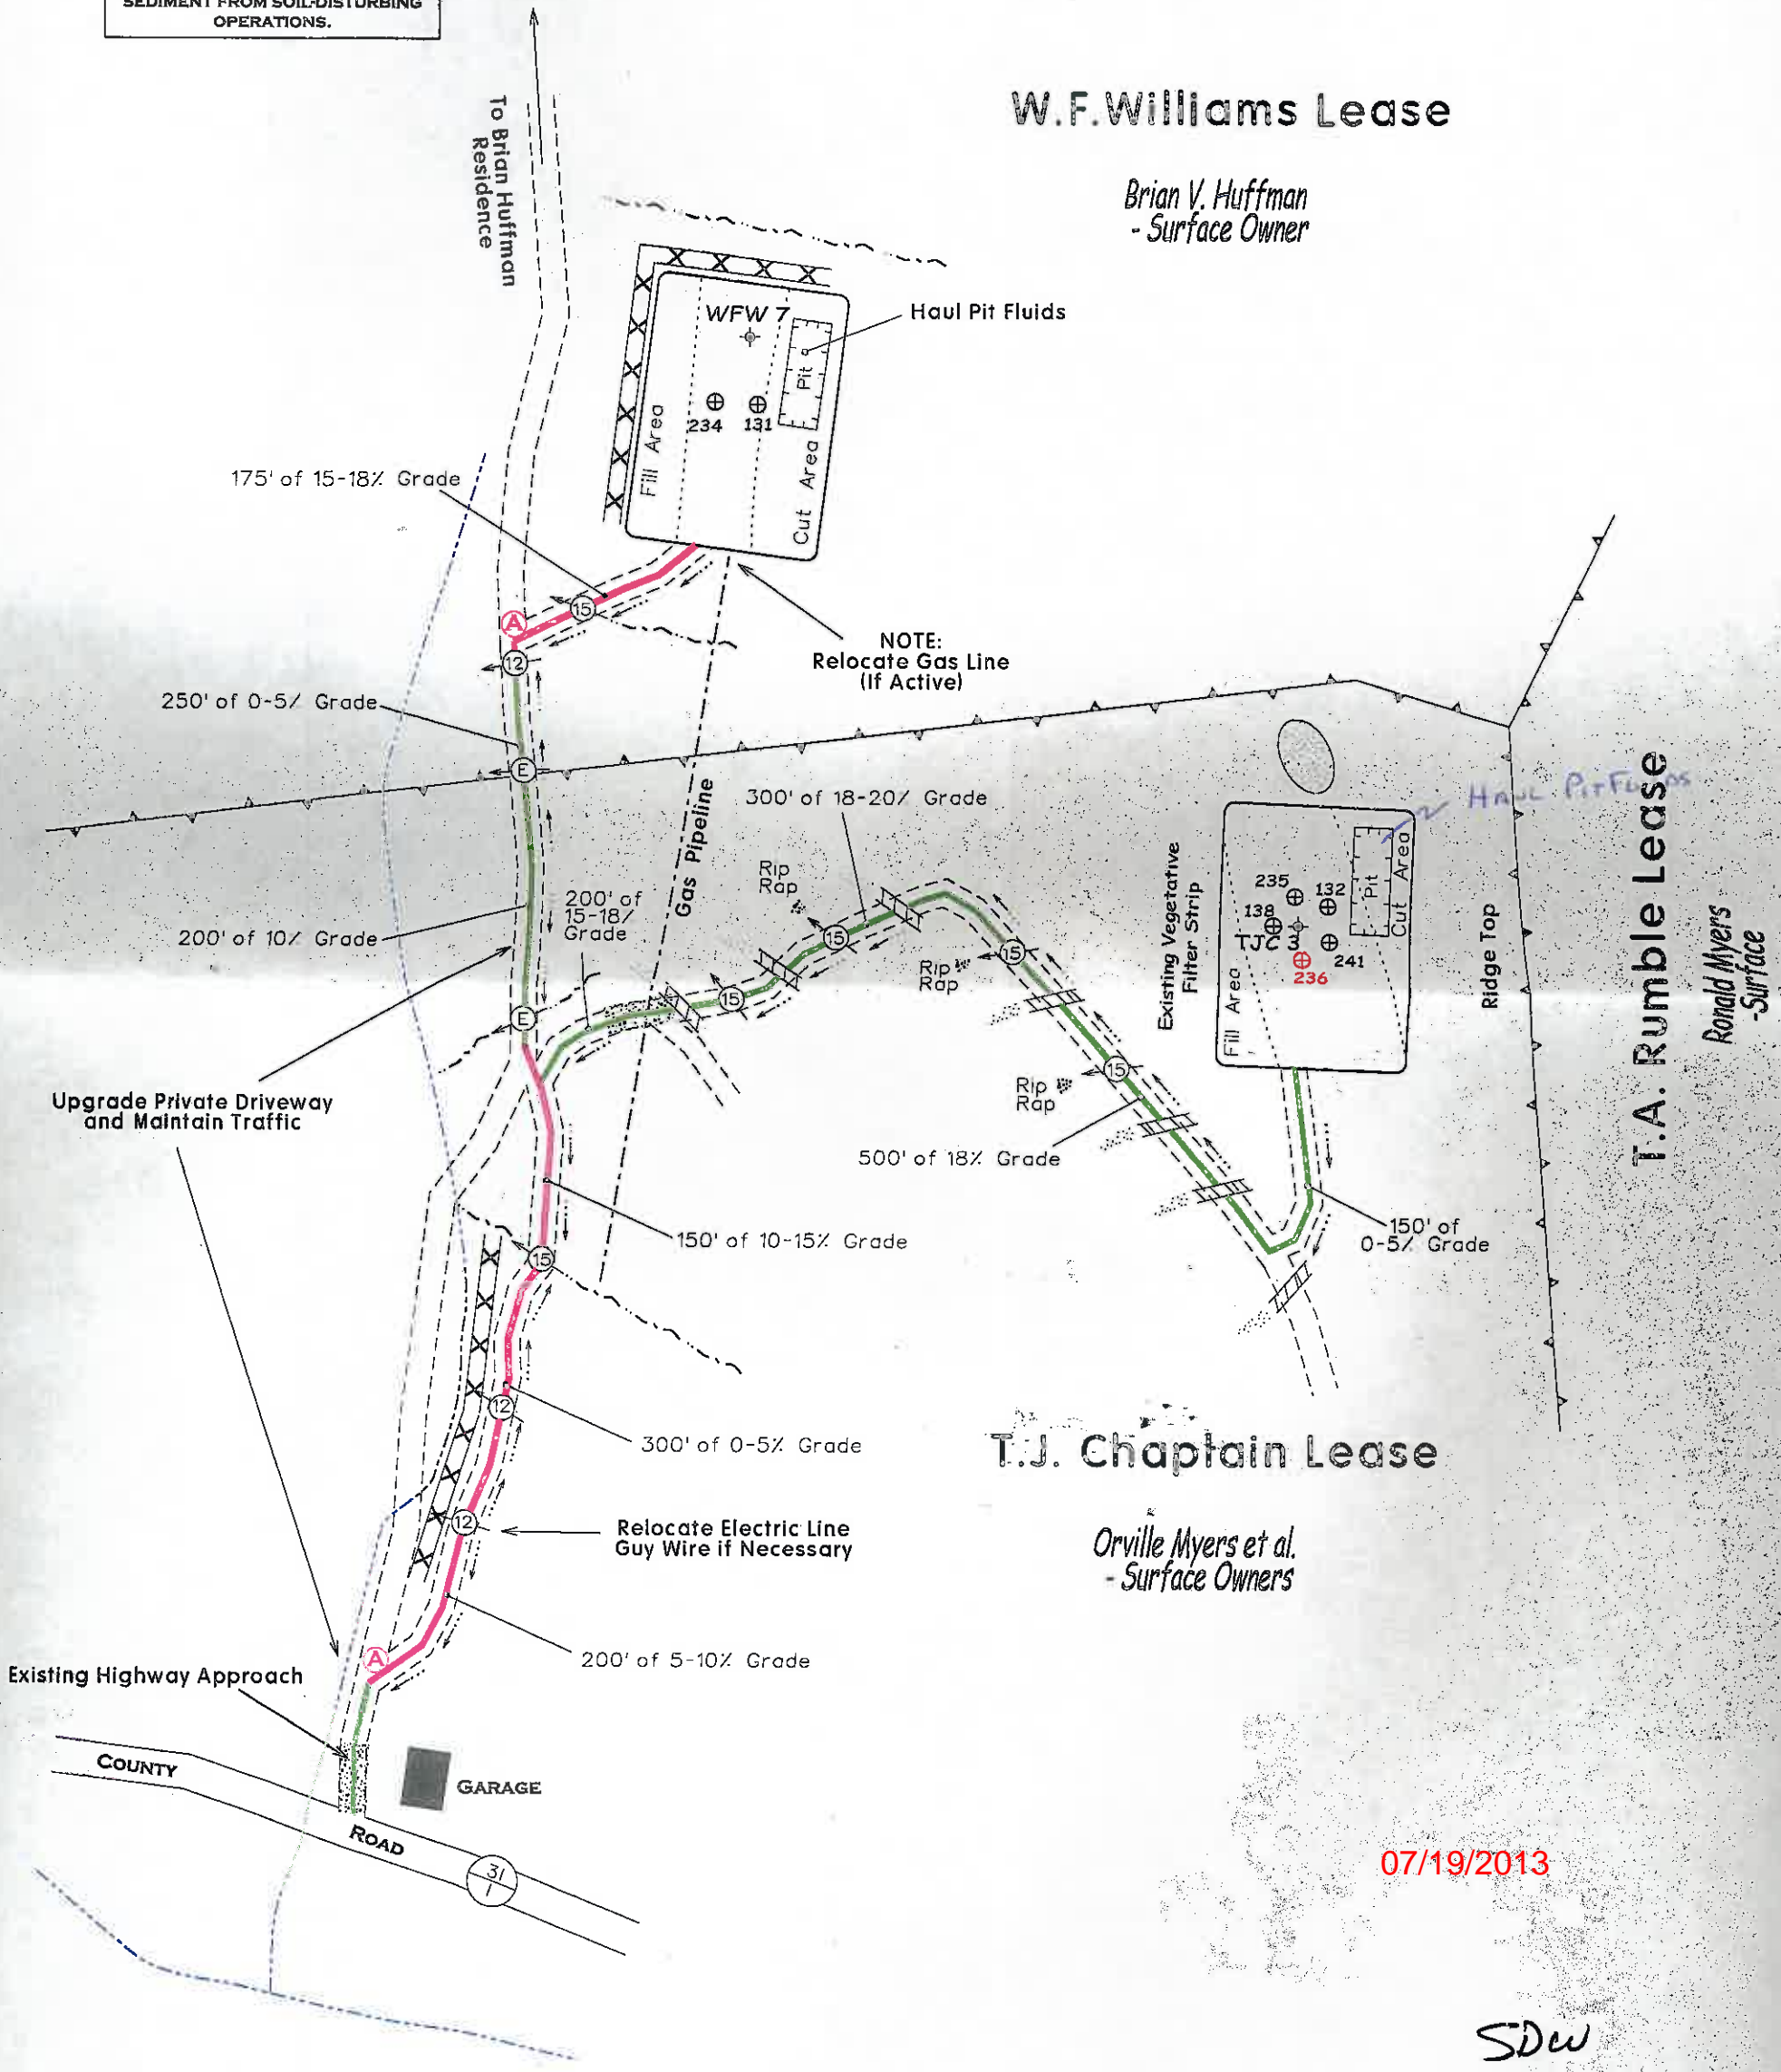 SEDIMENT FROM SOIL-DISTURBING
OPERATIONS.
To Brian Huffman
Residence
W.F.Williams Lease
Brian V. Huffman
- Surface Owner
WFW 7
Haul Pit Fluids
Pit
234
131
Fill Area
Cut Area
175' of 15-18% Grade
15
A
12
NOTE:
Relocate Gas Line
(If Active)
250' of 0-5% Grade
E
Gas Pipeline
300' of 18-20% Grade
HAUL PIT FLUIDS
T.A. Rumble Lease
Ronald Myers
-Surface
Rip
Rap
200' of
15-18%
Grade
200' of 10% Grade
15
15
E
Rip
Rap
15
Existing Vegetative
Filter Strip
235
132
138
TJC 3
241
236
Pit
Cut Area
Fill Area
Ridge Top
Upgrade Private Driveway
and Maintain Traffic
Rip
Rap
15
500' of 18% Grade
150' of 10-15% Grade
150' of
0-5% Grade
15
12
300' of 0-5% Grade
T.J. Chaptain Lease
12
Relocate Electric Line
Guy Wire if Necessary
Orville Myers et al.
- Surface Owners
200' of 5-10% Grade
A
Existing Highway Approach
COUNTY
ROAD
GARAGE
31
1
07/19/2013
SDW